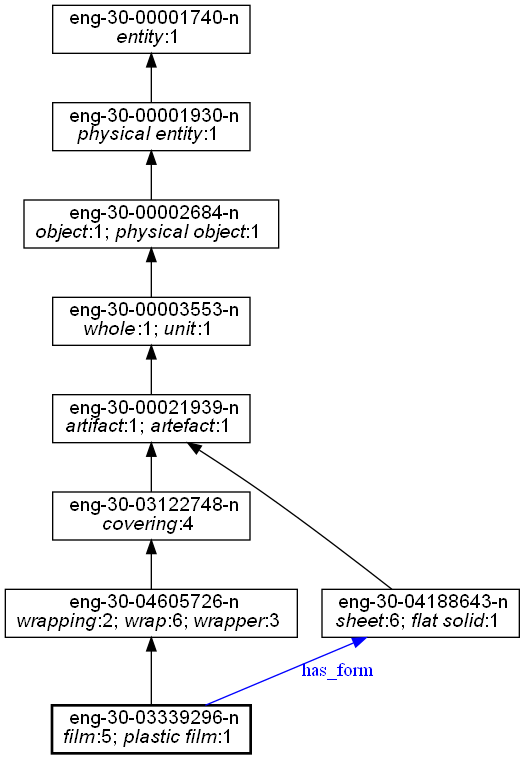 eng-30-00001740-n
entity:1
eng-30-00001930-n
physical entity:1
eng-30-00002684-n
object:1; physical object:1
eng-30-00003553-n
whole:1; unit:1
eng-30-00021939-n
artifact:1; artefact:1
eng-30-03122748-n
covering:4
eng-30-04605726-n
wrapping:2; wrap:6; wrapper:3
eng-30-04188643-n
sheet:6; flat solid:1
has_form
eng-30-03339296-n
film:5; plastic film:1